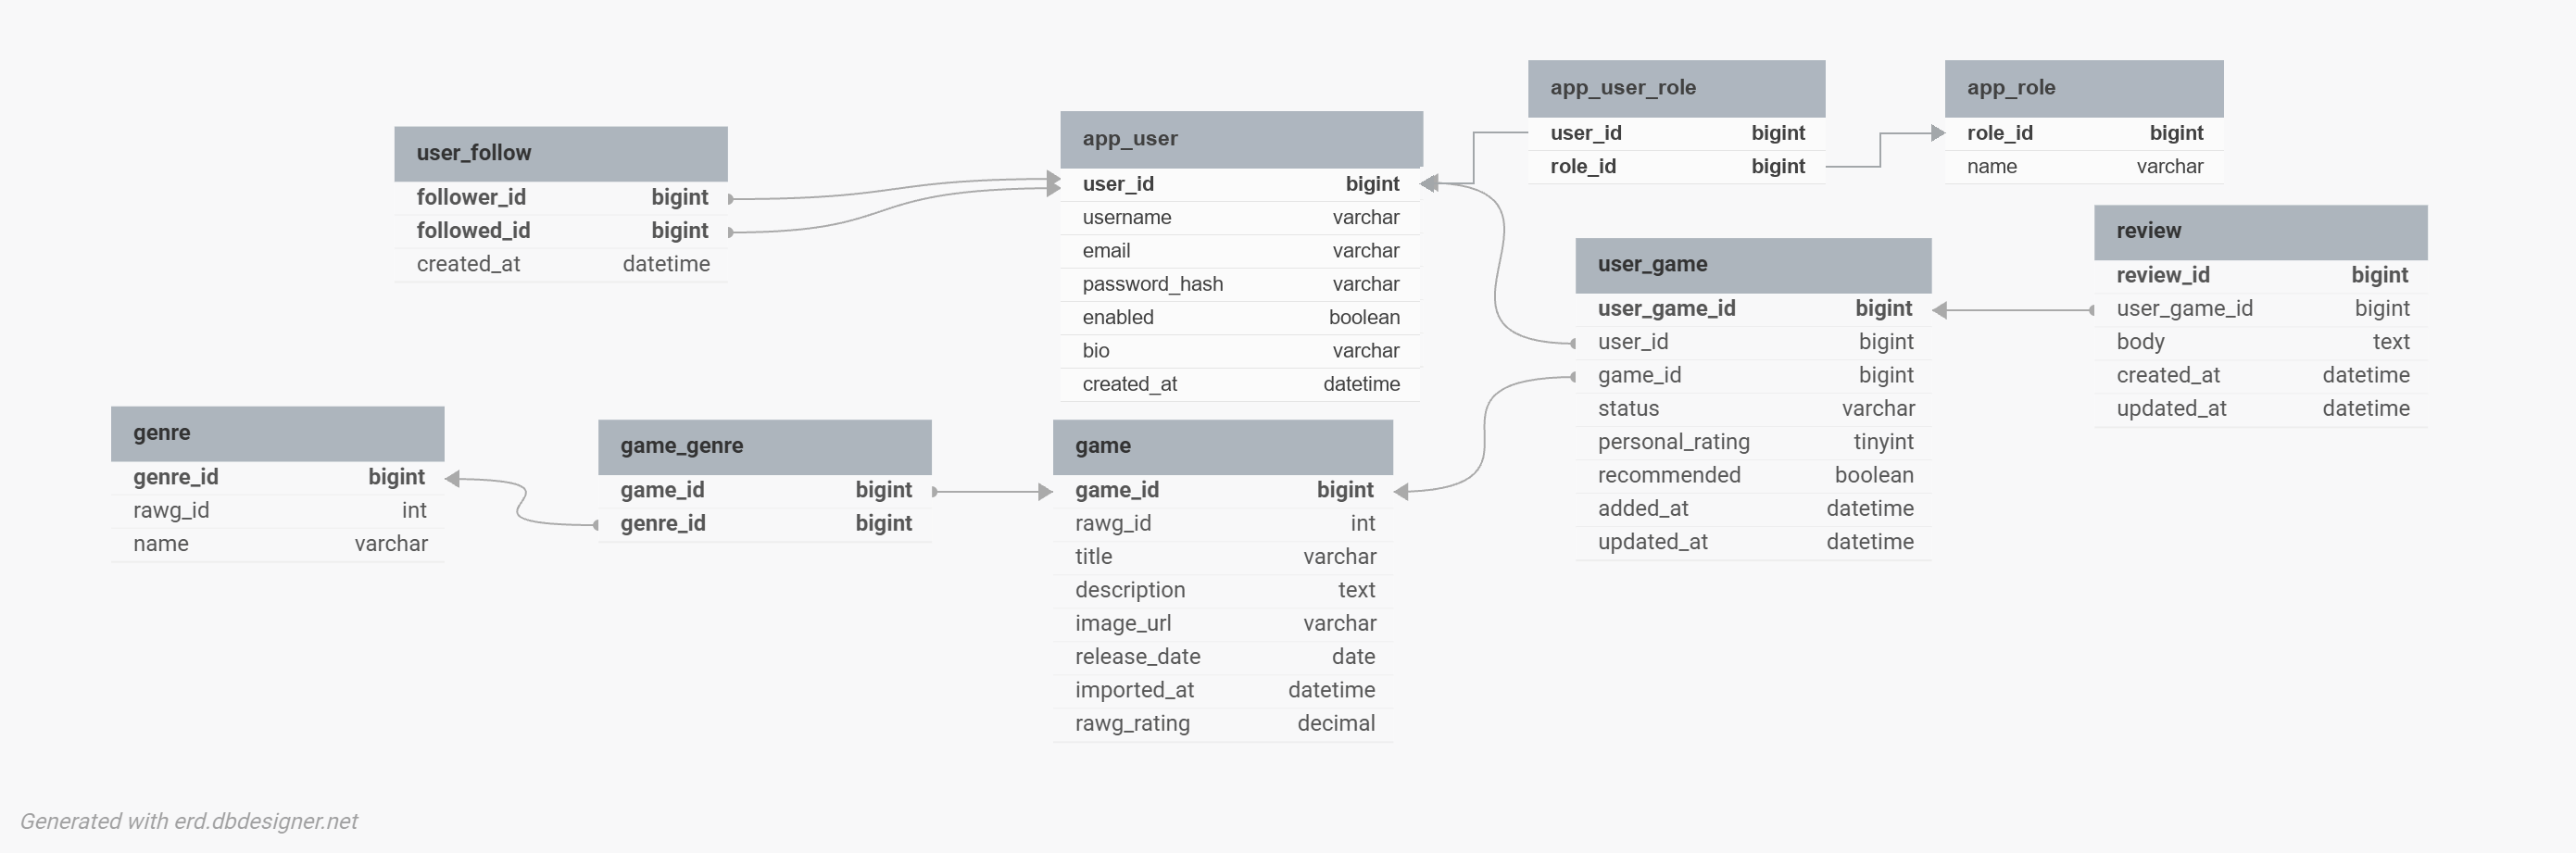 user_follow
follower_id bigint
followed_id bigint
created_at datetime
app_user
user_id bigint
username varchar
email varchar
password_hash varchar
enabled boolean
bio varchar
created_at datetime
app_user_role
user_id bigint
role_id bigint
app_role
role_id bigint
name varchar
user_game
user_game_id bigint
user_id bigint
game_id bigint
status varchar
personal_rating tinyint
recommended boolean
added_at datetime
updated_at datetime
review
review_id bigint
user_game_id bigint
body text
created_at datetime
updated_at datetime
genre
genre_id bigint
rawg_id int
name varchar
game_genre
game_id bigint
genre_id bigint
game
game_id bigint
rawg_id int
title varchar
description text
image_url varchar
release_date date
imported_at datetime
rawg_rating decimal
Generated with erd.dbdesigner.net